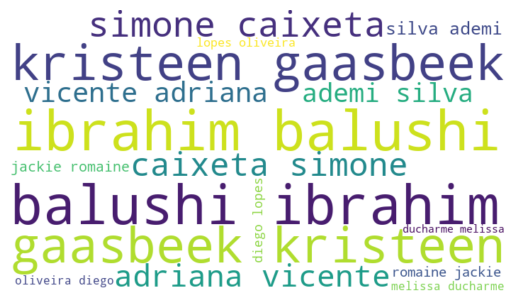 simone caixeta
silva ademi
lopes oliveira
kristeen gaasbeek
vicente adriana
ademi silva
ibrahim balushi
jackie romaine
caixeta simone
balushi ibrahim
diego lopes
ducharme melissa
gaasbeek kristeen
oliveira diego
adriana vicente
romaine jackie
melissa ducharme